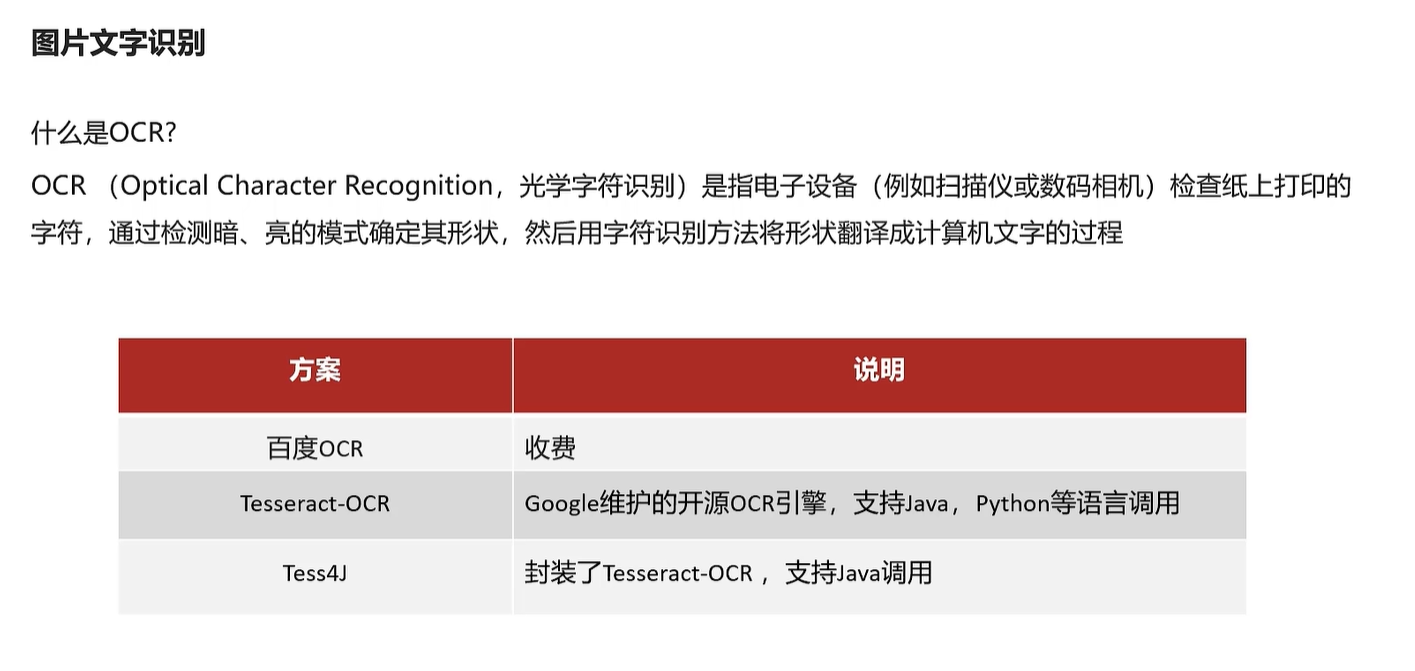 图片文字识别
什么是OCR?
OCR （Optical Character Recognition，光学字符识别）是指电子设备（例如扫描仪或数码相机）检查纸上打印的
字符，通过检测暗、亮的模式确定其形状，然后用字符识别方法将形状翻译成计算机文字的过程
方案 说明
百度OCR 收费
Tesseract-OCR Google维护的开源OCR引擎，支持Java，Python等语言调用
Tess4J 封装了Tesseract-OCR ，支持Java调用